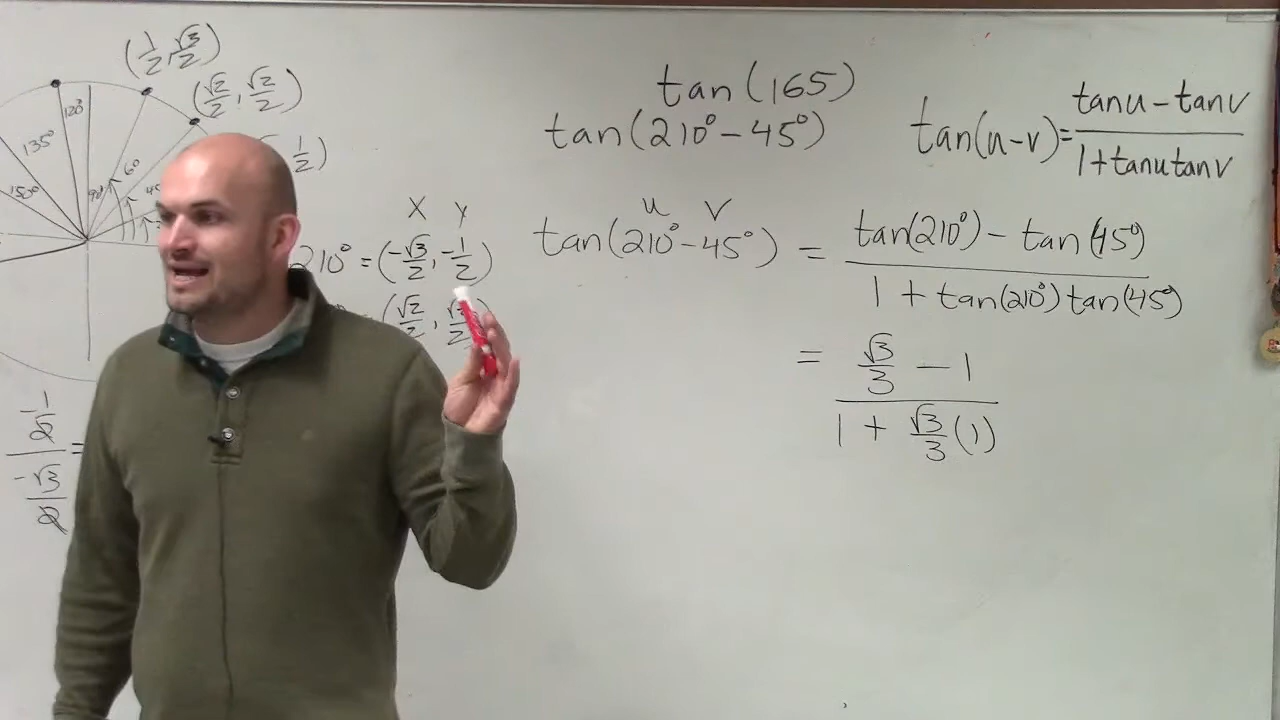 (1/2, √3/2)
(√2/2, √2/2)
1/2)
120°
135°
150°
90°
60°
tan(165)
tan(210°-45°)
tan(u-v)= (tanu-tanv)/(1+tanutanv)
X Y
210° = (-√3/2, -1/2)
= (√2/2, √
u v
tan(210°-45°) = (tan(210°) - tan(45°))/(1 + tan(210°)tan(45°))
= (√3/3 - 1)/(1 + √3/3(1))
(-1/2)/(-√3/2) =